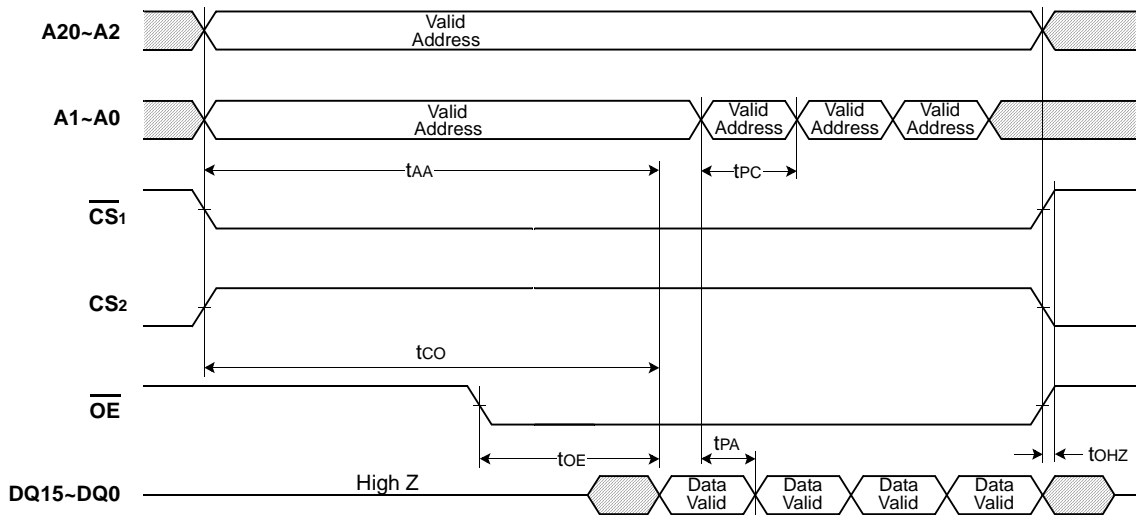 A20~A2
Valid
Address
A1~A0
Valid
Address
Valid
Address
Valid
Address
Valid
Address
tAA
tPC
CS1
CS2
tCO
OE
tOE
tPA
tOHZ
DQ15~DQ0
High Z
Data
Valid
Data
Valid
Data
Valid
Data
Valid